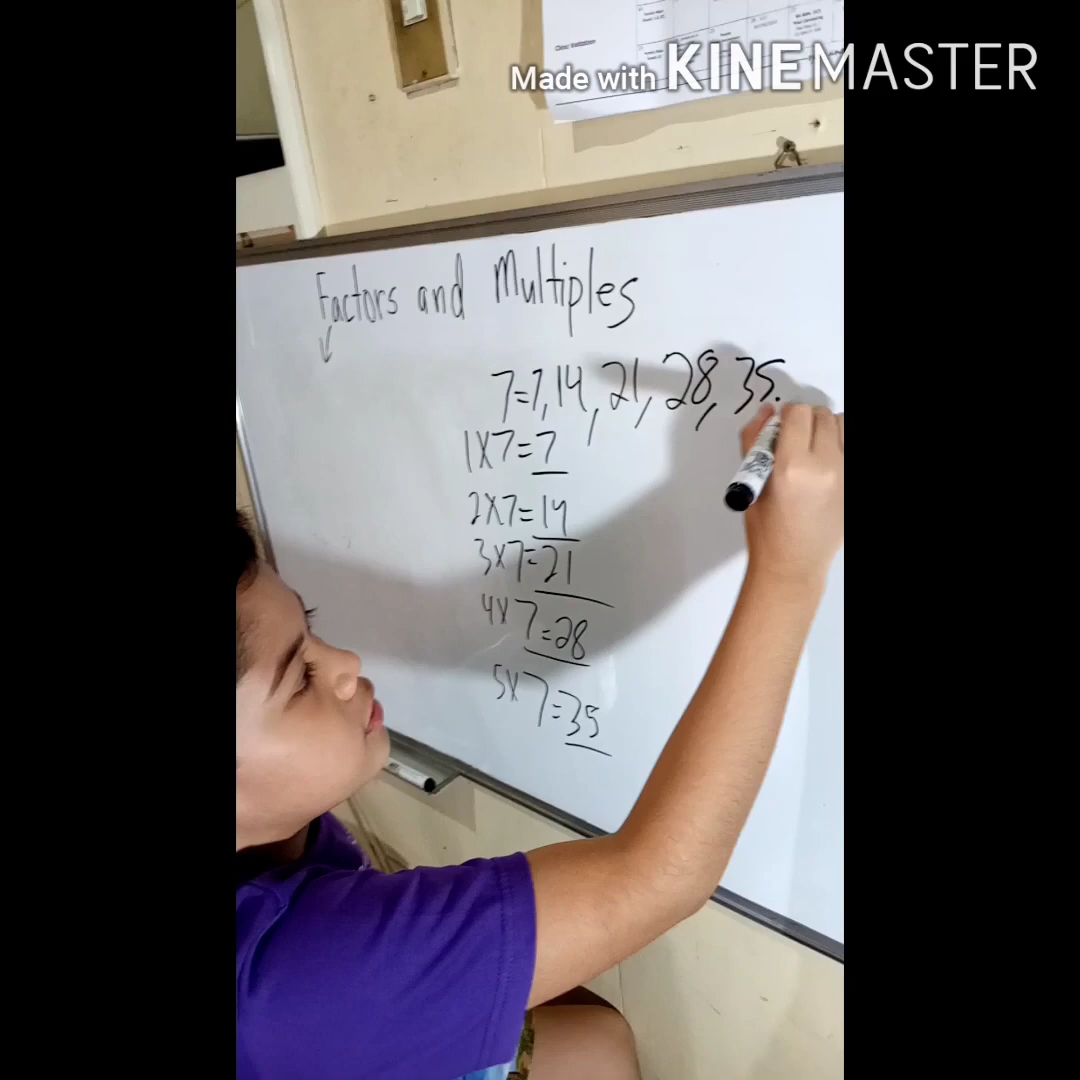 Made with KINEMASTER
Factors and Multiples
7=7,14,21,28,35.
1x7=7
2x7=14
3x7=21
4x7=28
5x7=35